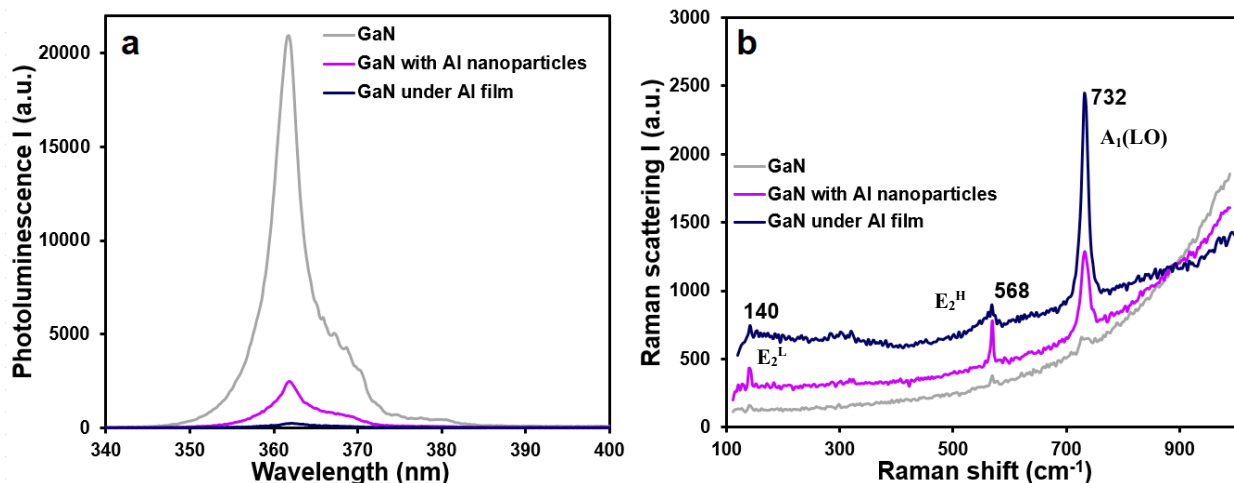 a
GaN
GaN with Al nanoparticles
GaN under Al film
Photoluminescence I (a.u.)
20000
15000
10000
5000
0
340
350
360
370
380
390
400
Wavelength (nm)
b
3000
2500
2000
1500
1000
500
0
Raman scattering I (a.u.)
732
A₁(LO)
GaN
GaN with Al nanoparticles
GaN under Al film
E₂ᴴ
568
140
E₂ᴸ
100
300
500
700
900
Raman shift (cm⁻¹)